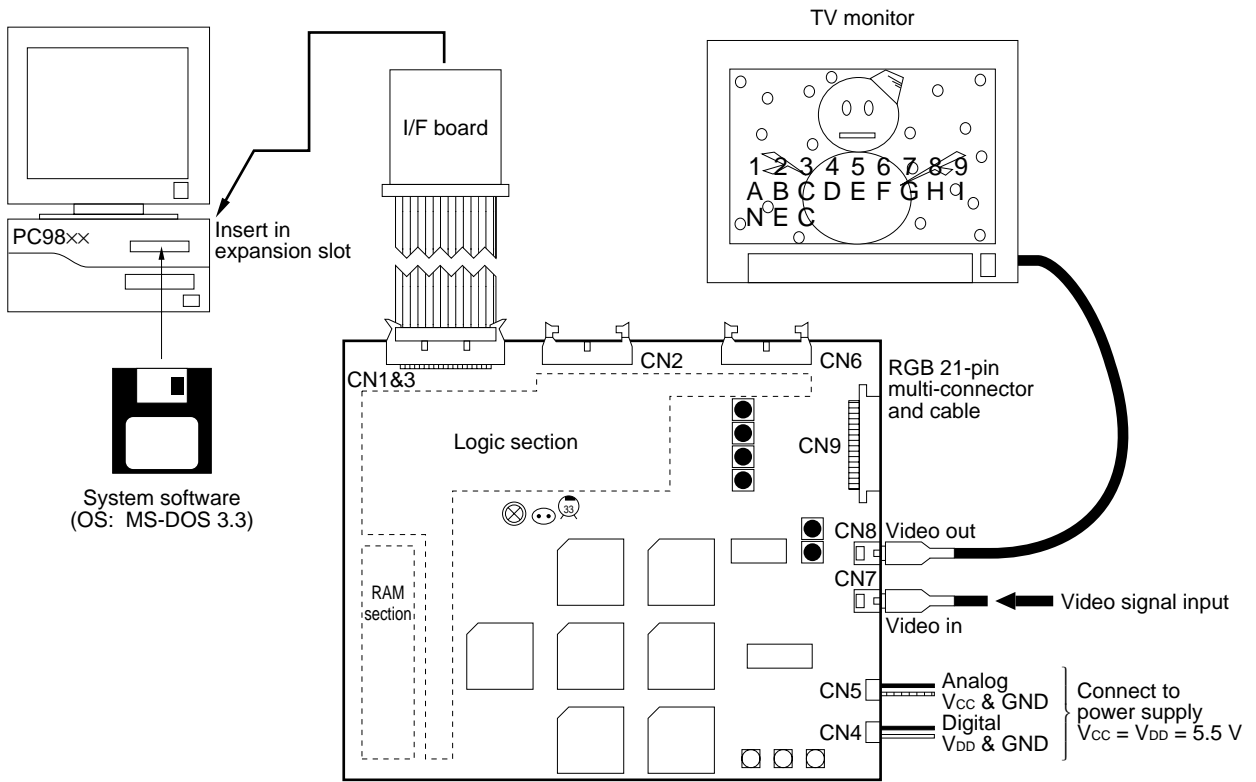 TV monitor
I/F board
1 2 3 4 5 6 7 8 9
A B C D E F G H I
N E C
PC98××
Insert in
expansion slot
System software
(OS: MS-DOS 3.3)
CN1&3
CN2
CN6
RGB 21-pin
multi-connector
and cable
Logic section
CN9
33
CN8
Video out
RAM
section
CN7
Video signal input
Video in
CN5
Analog
VCC & GND
CN4
Digital
VDD & GND
Connect to
power supply
VCC = VDD = 5.5 V